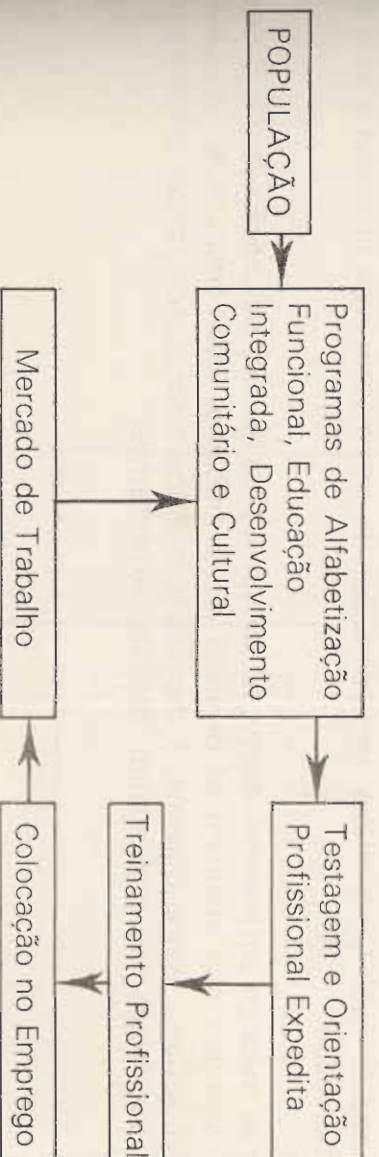 POPULAÇÃO
Programas de Alfabetização
Funcional, Educação
Integrada, Desenvolvimento
Comunitário e Cultural
Testagem e Orientação
Profissional Expedita
Treinamento Profissional
Colocação no Emprego
Mercado de Trabalho